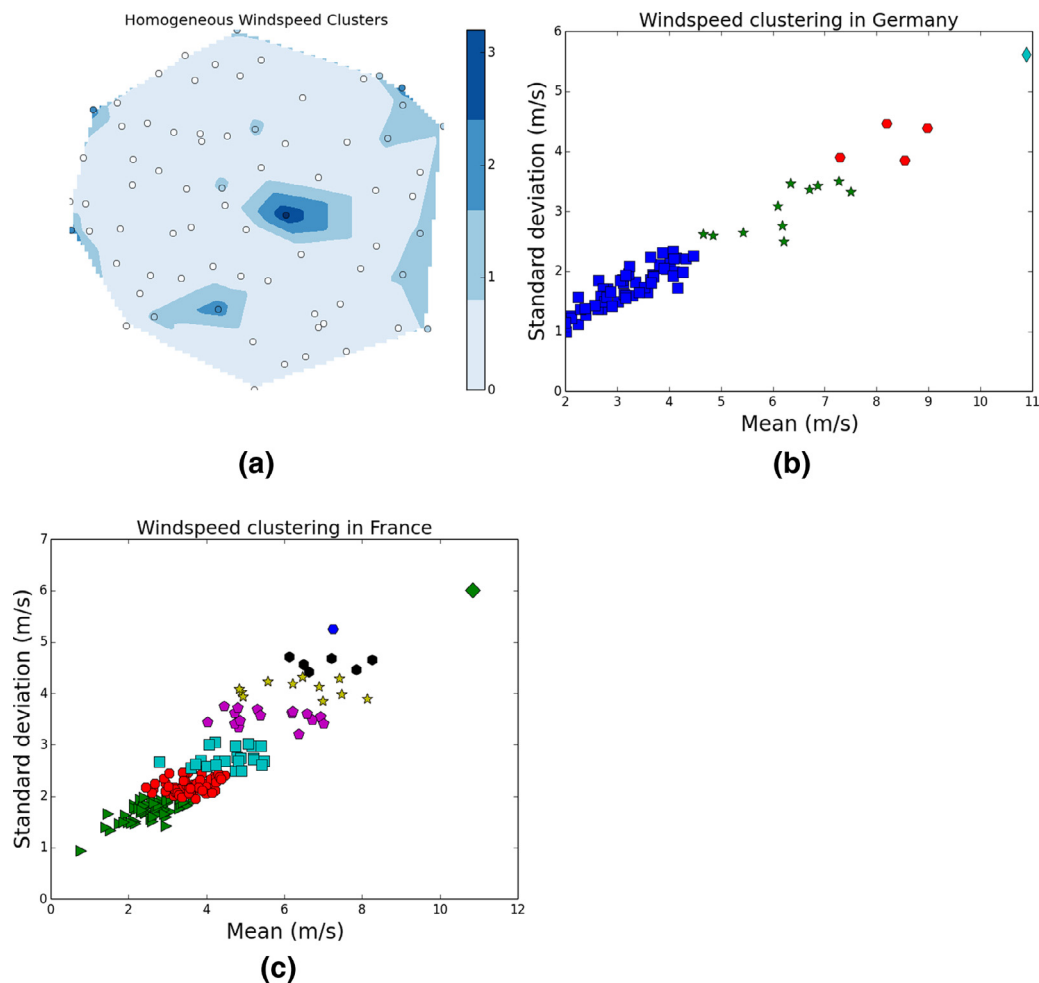 Homogeneous Windspeed Clusters
3
2
1
0
(a)
Windspeed clustering in Germany
Standard deviation (m/s)
6
5
4
3
2
1
0
2 3 4 5 6 7 8 9 10 11
Mean (m/s)
(b)
Windspeed clustering in France
Standard deviation (m/s)
7
6
5
4
3
2
1
0
0 2 4 6 8 10 12
Mean (m/s)
(c)